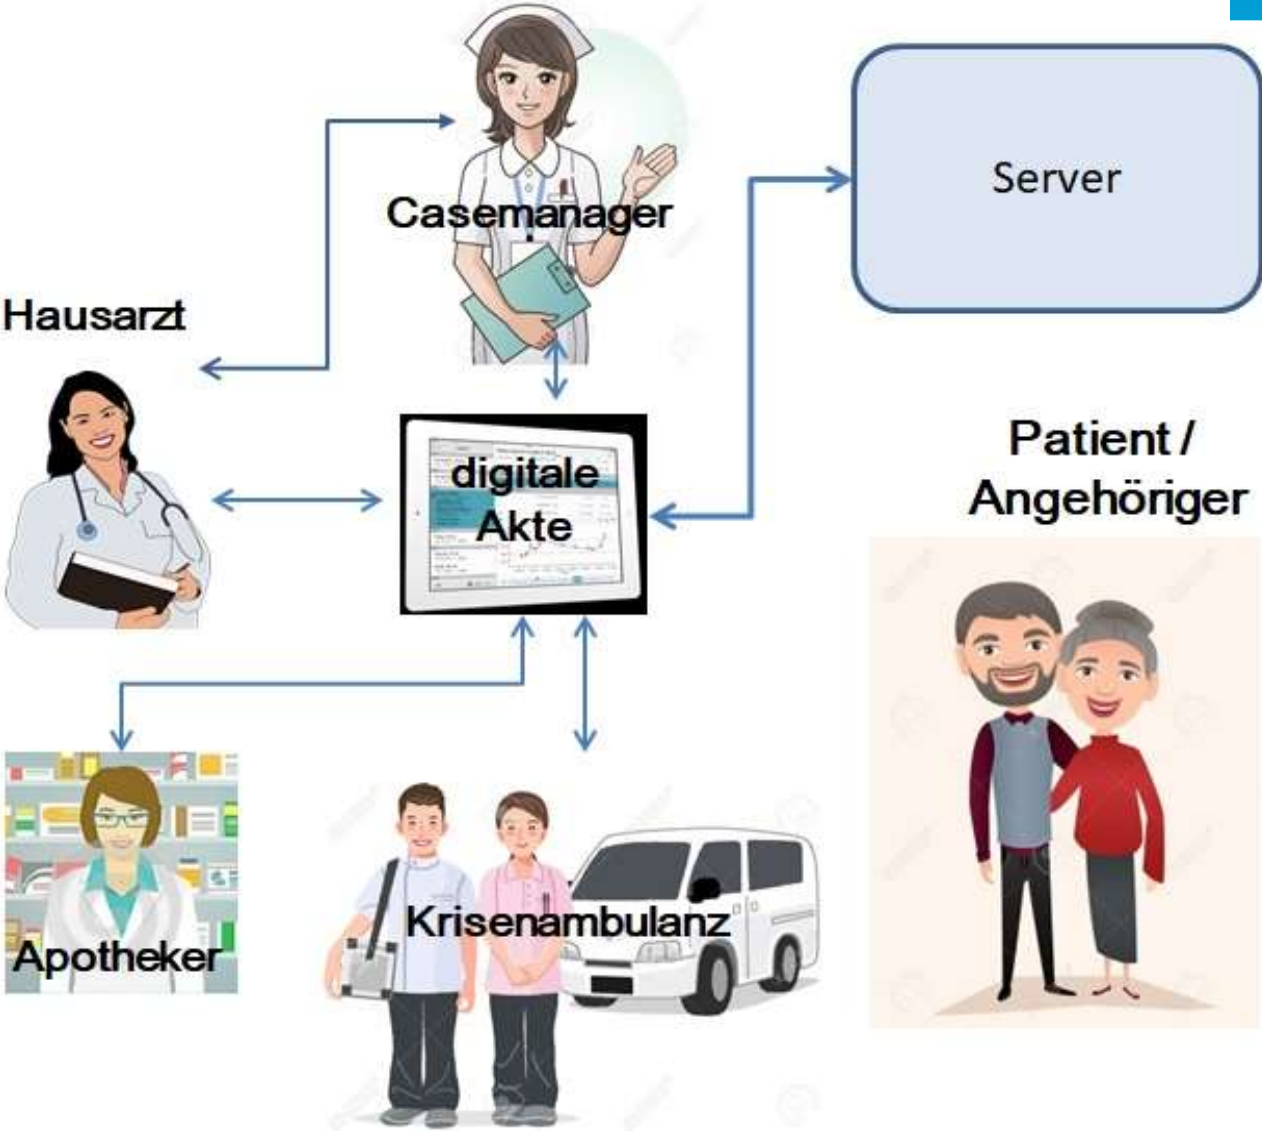 Casemanager
Server
Hausarzt
digitale
Akte
Patient /
Angehöriger
Apotheker
Krisenambulanz